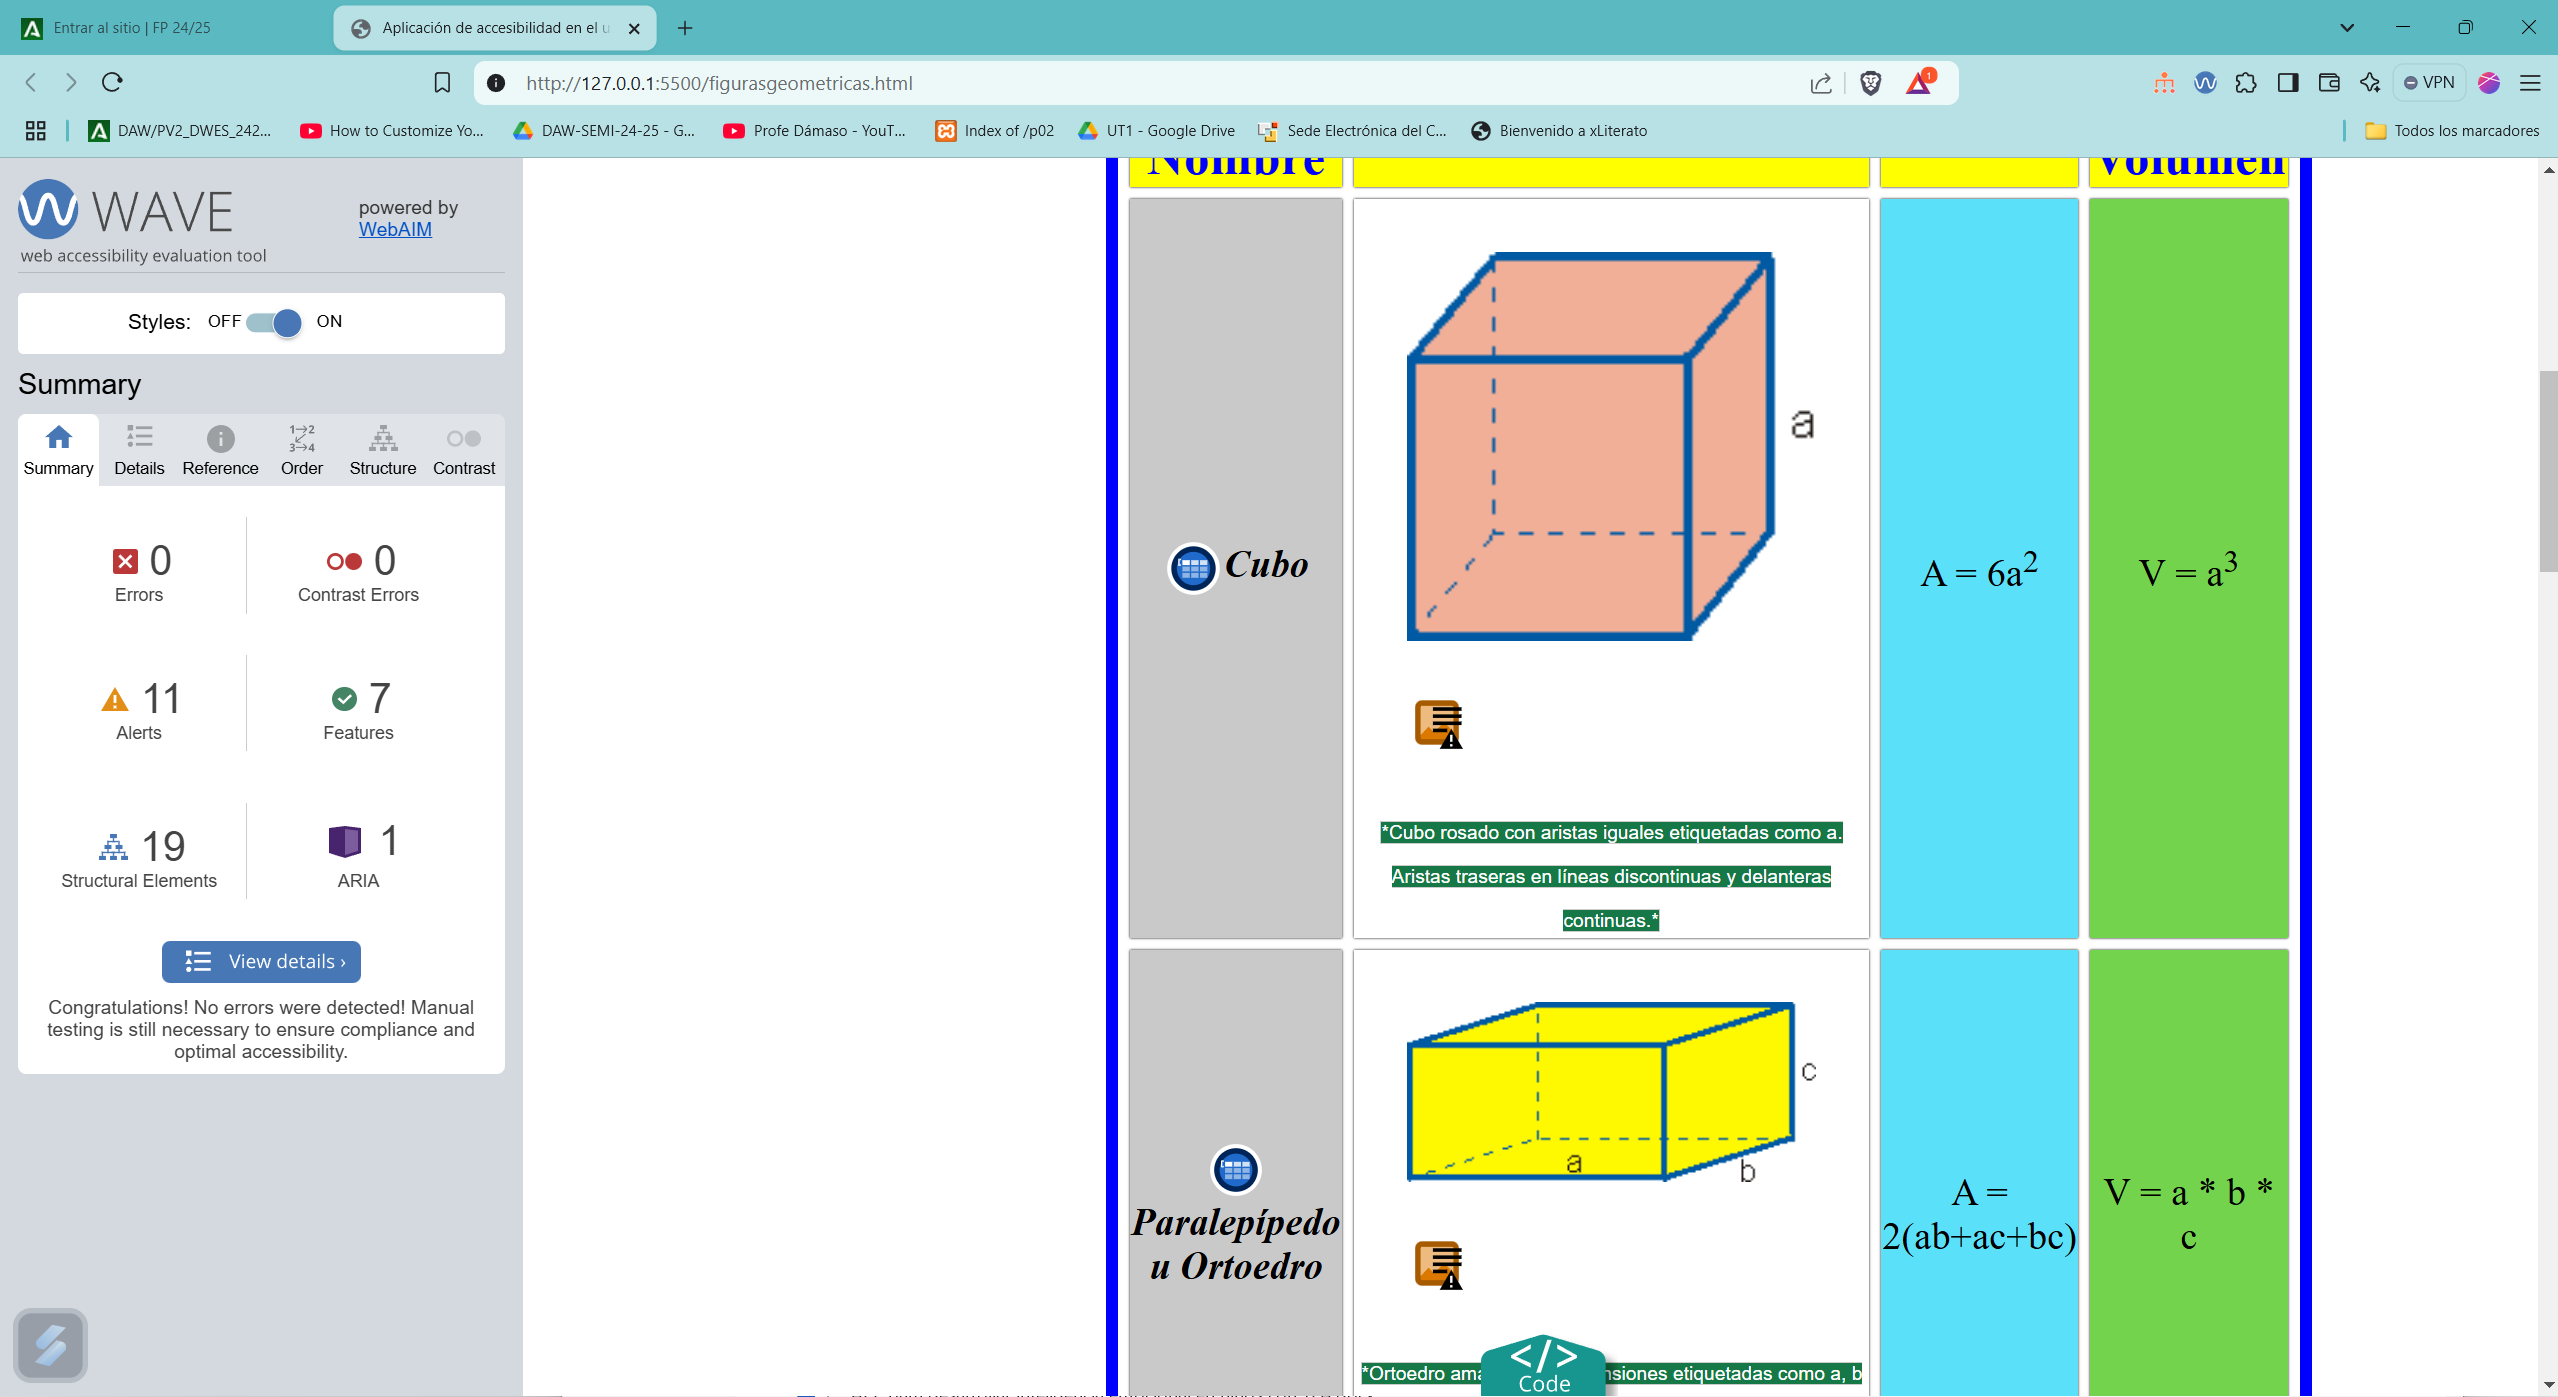 Entrar al sitio | FP 24/25
Aplicación de accesibilidad en el u
http://127.0.0.1:5500/figurasgeometricas.html
1
VPN
DAW/PV2_DWES_242...
How to Customize Yo...
DAW-SEMI-24-25 - G...
Profe Dámaso - YouT...
Index of /p02
UT1 - Google Drive
Sede Electrónica del C...
Bienvenido a xLiterato
Todos los marcadores
WAVE
powered by
WebAIM
web accessibility evaluation tool
Styles: OFF ON
Summary
Summary
Details
Reference
Order
Structure
Contrast
0
Errors
0
Contrast Errors
11
Alerts
7
Features
19
Structural Elements
1
ARIA
View details ›
Congratulations! No errors were detected! Manual
testing is still necessary to ensure compliance and
optimal accessibility.
Nombre
Volumen
Cubo
a
*Cubo rosado con aristas iguales etiquetadas como a.
Aristas traseras en líneas discontinuas y delanteras
continuas.*
A = 6a²
V = a³
Paralepípedo
u Ortoedro
a
b
c
*Ortoedro ama
nsiones etiquetadas como a, b
A =
2(ab+ac+bc)
V = a * b *
c
</>
Code